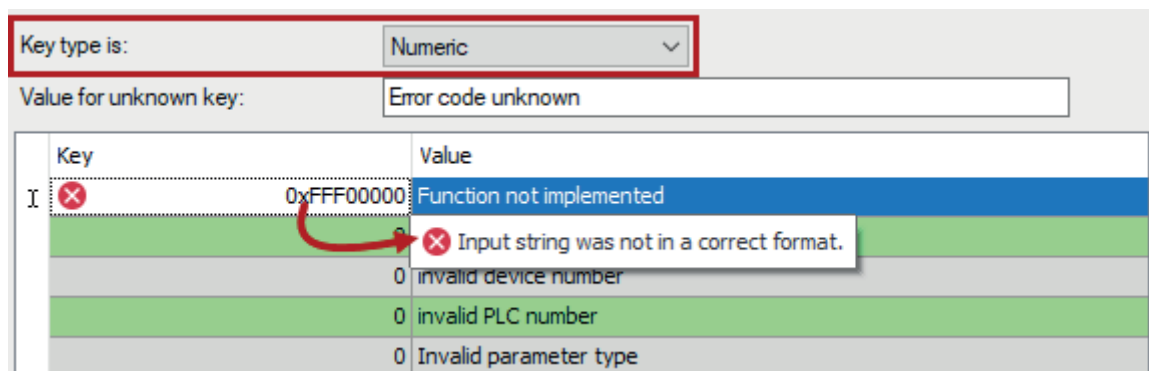 Key type is: Numeric
Value for unknown key: Error code unknown
Key Value
0xFFF00000 Function not implemented
Input string was not in a correct format.
0 invalid device number
0 invalid PLC number
0 Invalid parameter type